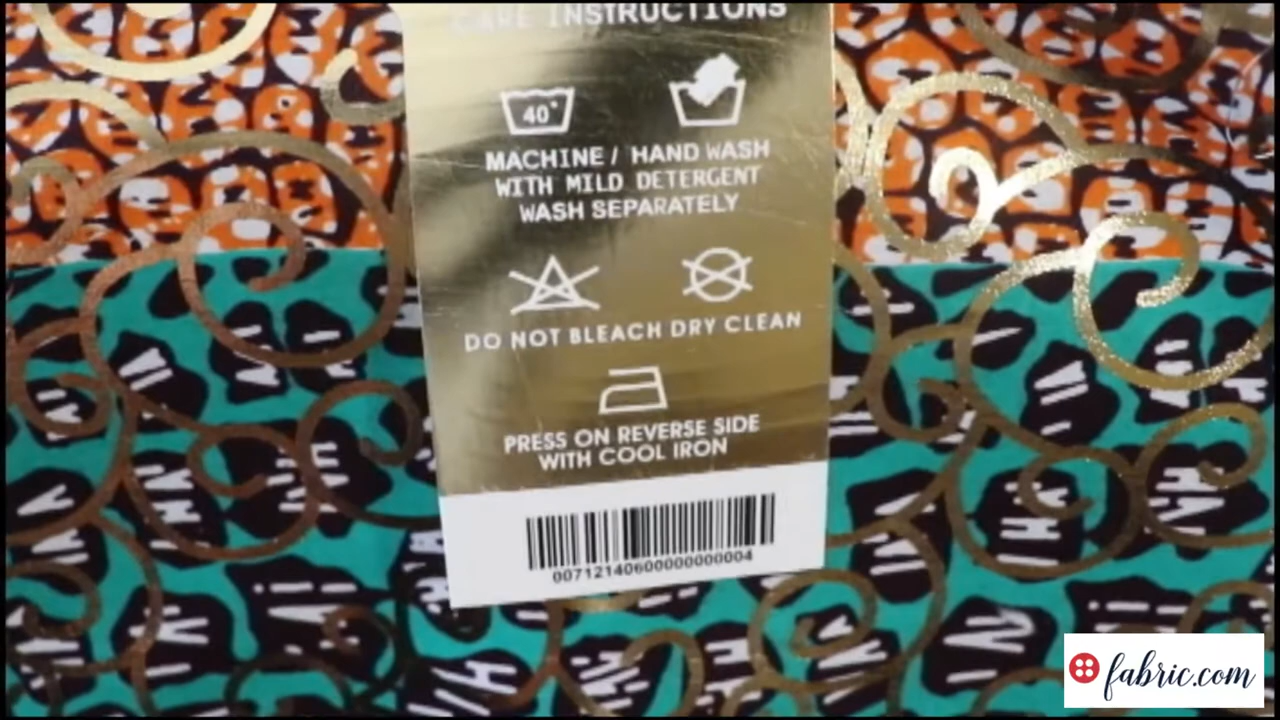 CARE INSTRUCTIONS
40°
MACHINE / HAND WASH
WITH MILD DETERGENT
WASH SEPARATELY
DO NOT BLEACH DRY CLEAN
PRESS ON REVERSE SIDE
WITH COOL IRON
00712140600000000004
fabric.com